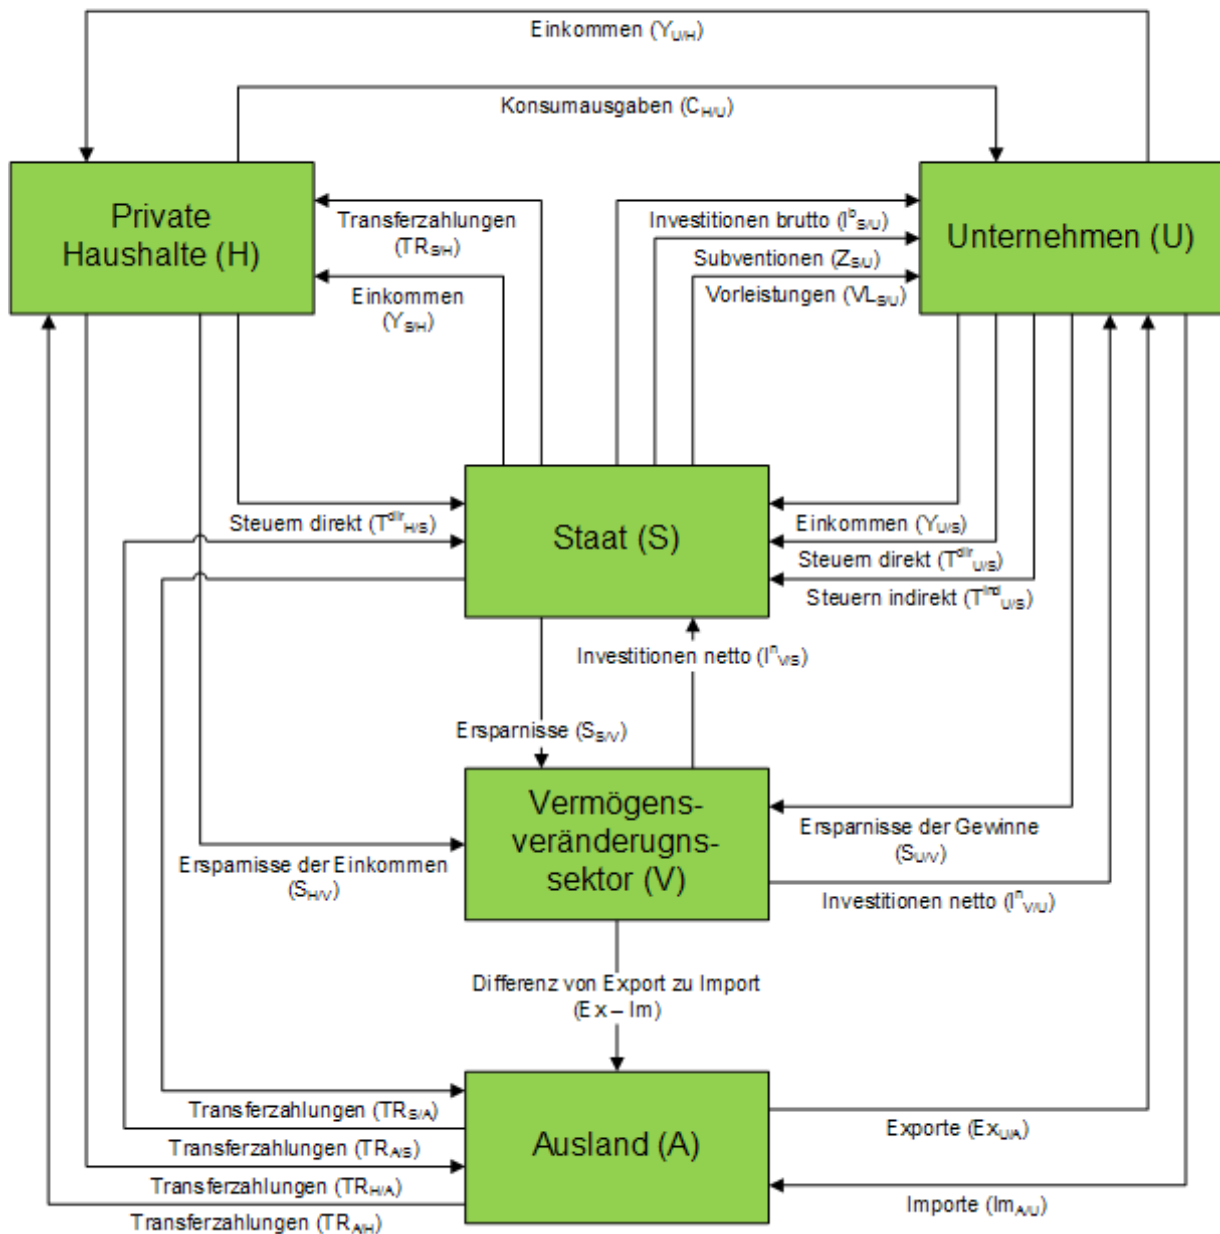 Einkommen (Y_U/H)
Konsumausgaben (C_H/U)
Private
Haushalte (H)
Unternehmen (U)
Transferzahlungen
(TR_S/H)
Einkommen
(Y_S/H)
Investitionen brutto (I^b_S/U)
Subventionen (Z_S/U)
Vorleistungen (VL_S/U)
Steuern direkt (T^dir_H/S)
Staat (S)
Einkommen (Y_U/S)
Steuern direkt (T^dir_U/S)
Steuern indirekt (T^ind_U/S)
Investitionen netto (I^n_V/S)
Ersparnisse (S_S/V)
Vermögens-
veränderugns-
sektor (V)
Ersparnisse der Gewinne
(S_U/V)
Ersparnisse der Einkommen
(S_H/V)
Investitionen netto (I^n_V/U)
Differenz von Export zu Import
(Ex – Im)
Ausland (A)
Transferzahlungen (TR_S/A)
Transferzahlungen (TR_A/S)
Transferzahlungen (TR_H/A)
Transferzahlungen (TR_A/H)
Exporte (Ex_U/A)
Importe (Im_A/U)